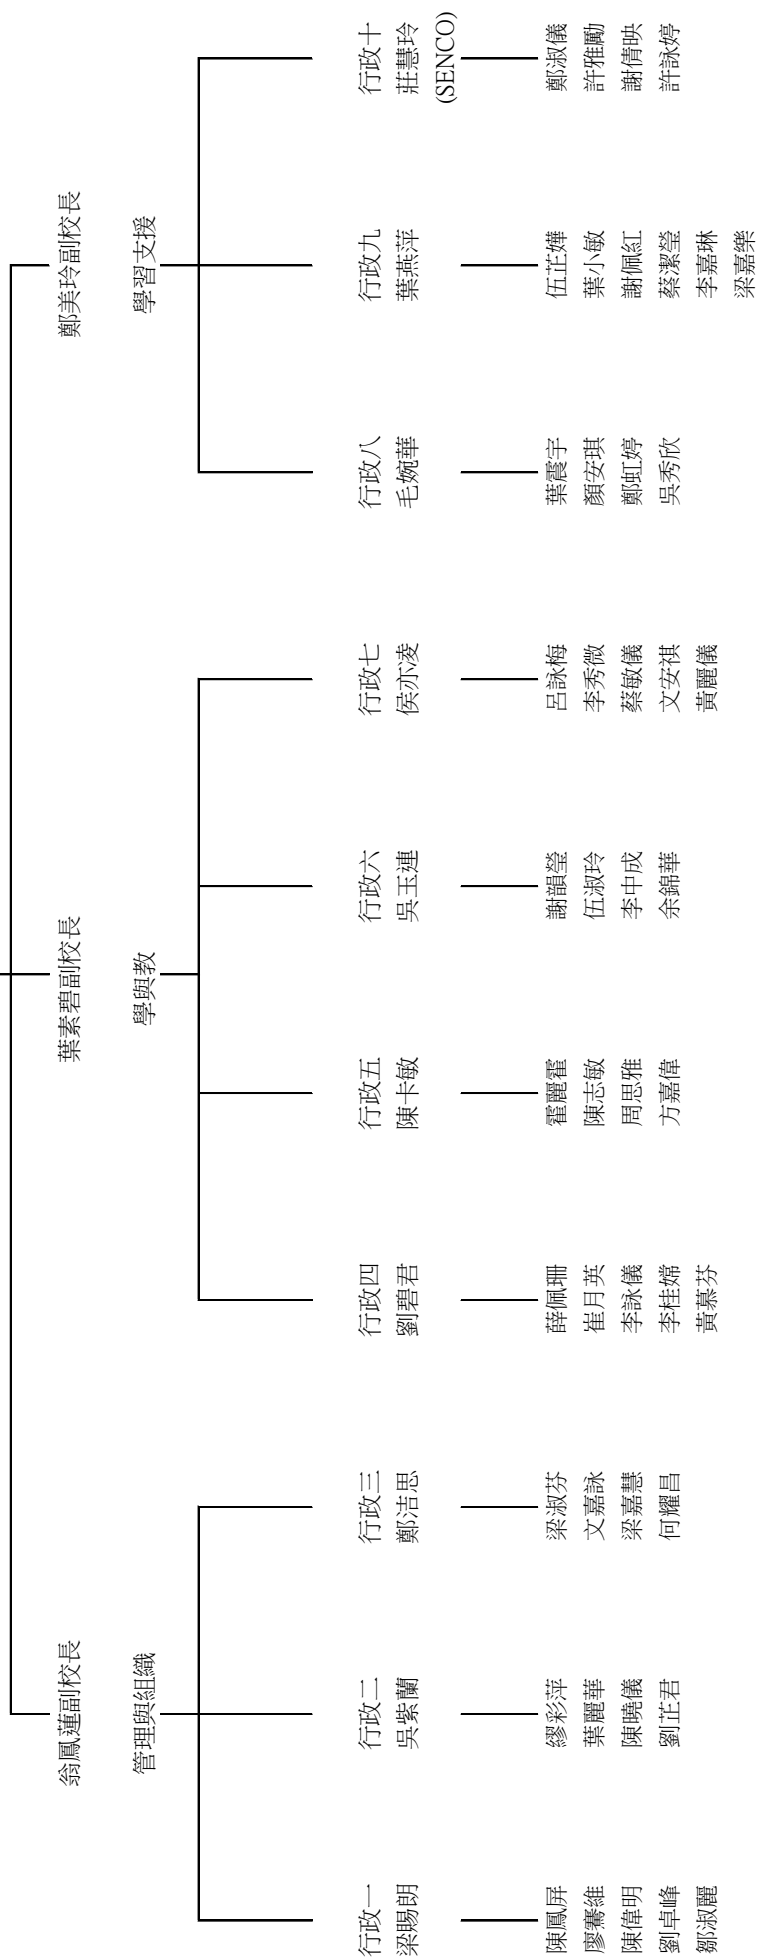 翁鳳蓮副校長
管理與組織
行政一
梁賜朗
陳鳳屏
廖騫維
陳偉明
劉卓峰
鄒淑麗
行政二
吳紫蘭
繆彩萍
葉麗華
陳曉儀
劉芷君
行政三
鄭洁思
梁淑芬
文嘉詠
梁嘉慧
何耀昌
葉素碧副校長
學與教
行政四
劉碧君
薛佩珊
崔月英
李詠儀
李桂嫦
黃慕芬
行政五
陳卡敏
霍麗霍
陳志敏
周思雅
方嘉偉
行政六
吳玉連
謝韻瑩
伍淑玲
李中成
余錦華
行政七
侯亦凌
呂詠梅
李秀微
蔡敏儀
文安祺
黃麗儀
鄭美玲副校長
學習支援
行政八
毛婉華
葉震宇
顏安琪
鄭虹婷
吳秀欣
行政九
葉燕萍
伍芷嬅
葉小敏
謝佩紅
蔡潔瑩
李嘉琳
梁嘉樂
行政十
莊慧玲
(SENCO)
鄭淑儀
許雅勵
謝倩映
許詠婷